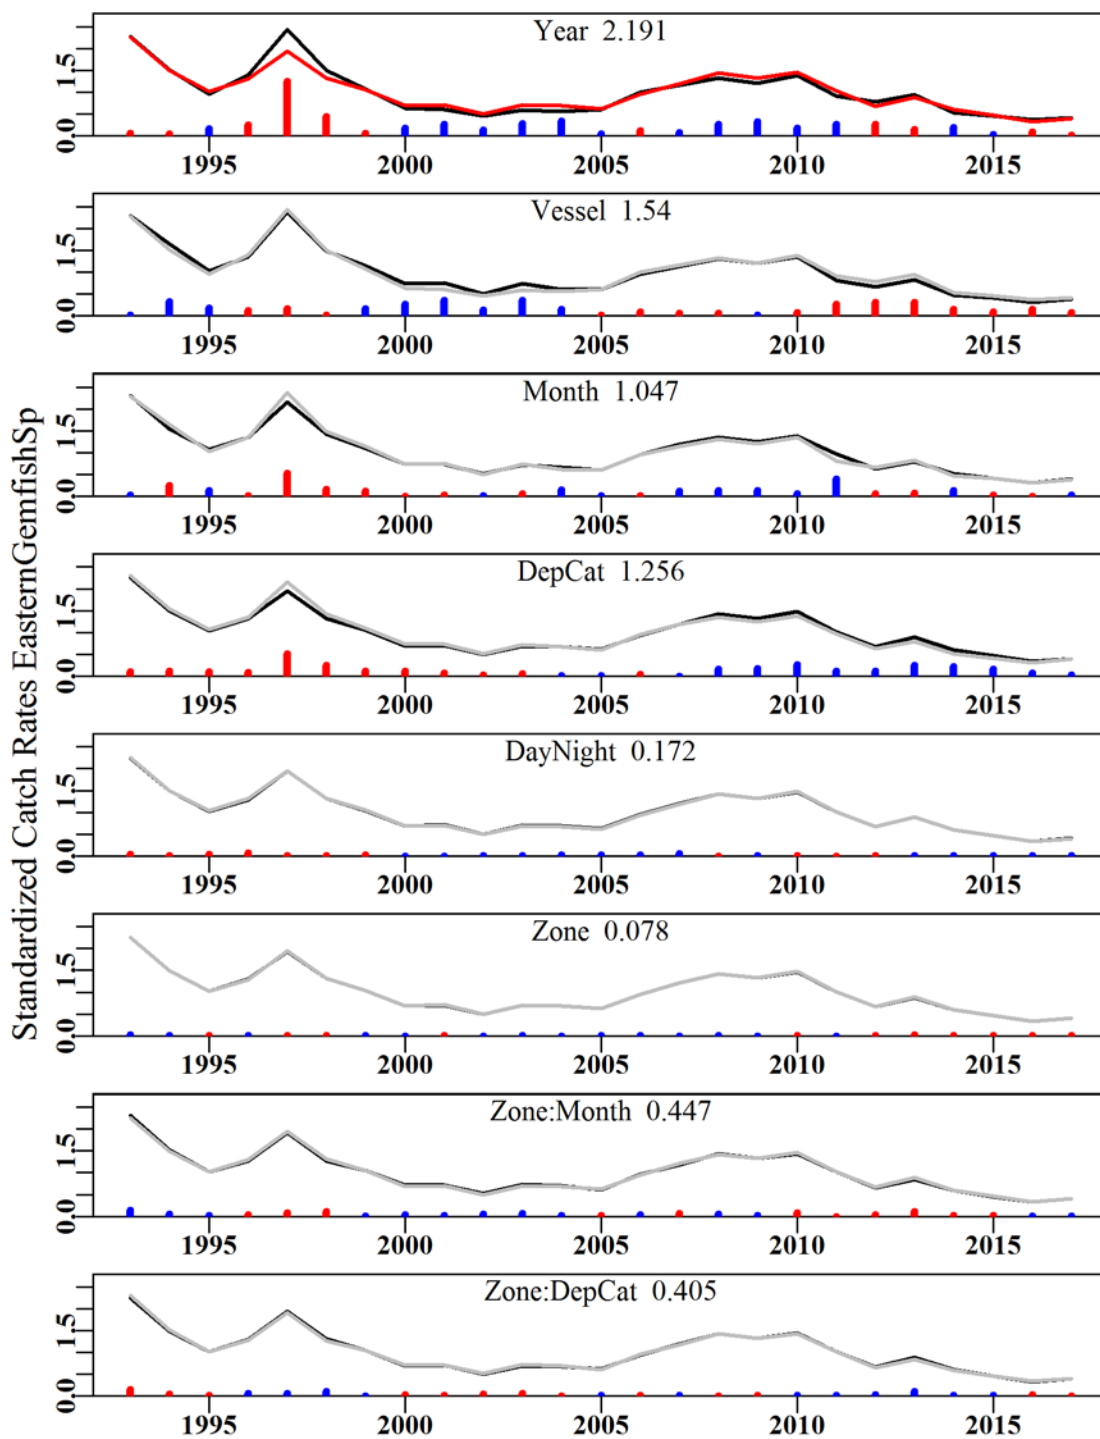 Standardized Catch Rates EasternGemfishSp
Year 2.191
1.5
0.0
1995 2000 2005 2010 2015
Vessel 1.54
1.5
0.0
1995 2000 2005 2010 2015
Month 1.047
1.5
0.0
1995 2000 2005 2010 2015
DepCat 1.256
1.5
0.0
1995 2000 2005 2010 2015
DayNight 0.172
1.5
0.0
1995 2000 2005 2010 2015
Zone 0.078
1.5
0.0
1995 2000 2005 2010 2015
Zone:Month 0.447
1.5
0.0
1995 2000 2005 2010 2015
Zone:DepCat 0.405
1.5
0.0
1995 2000 2005 2010 2015